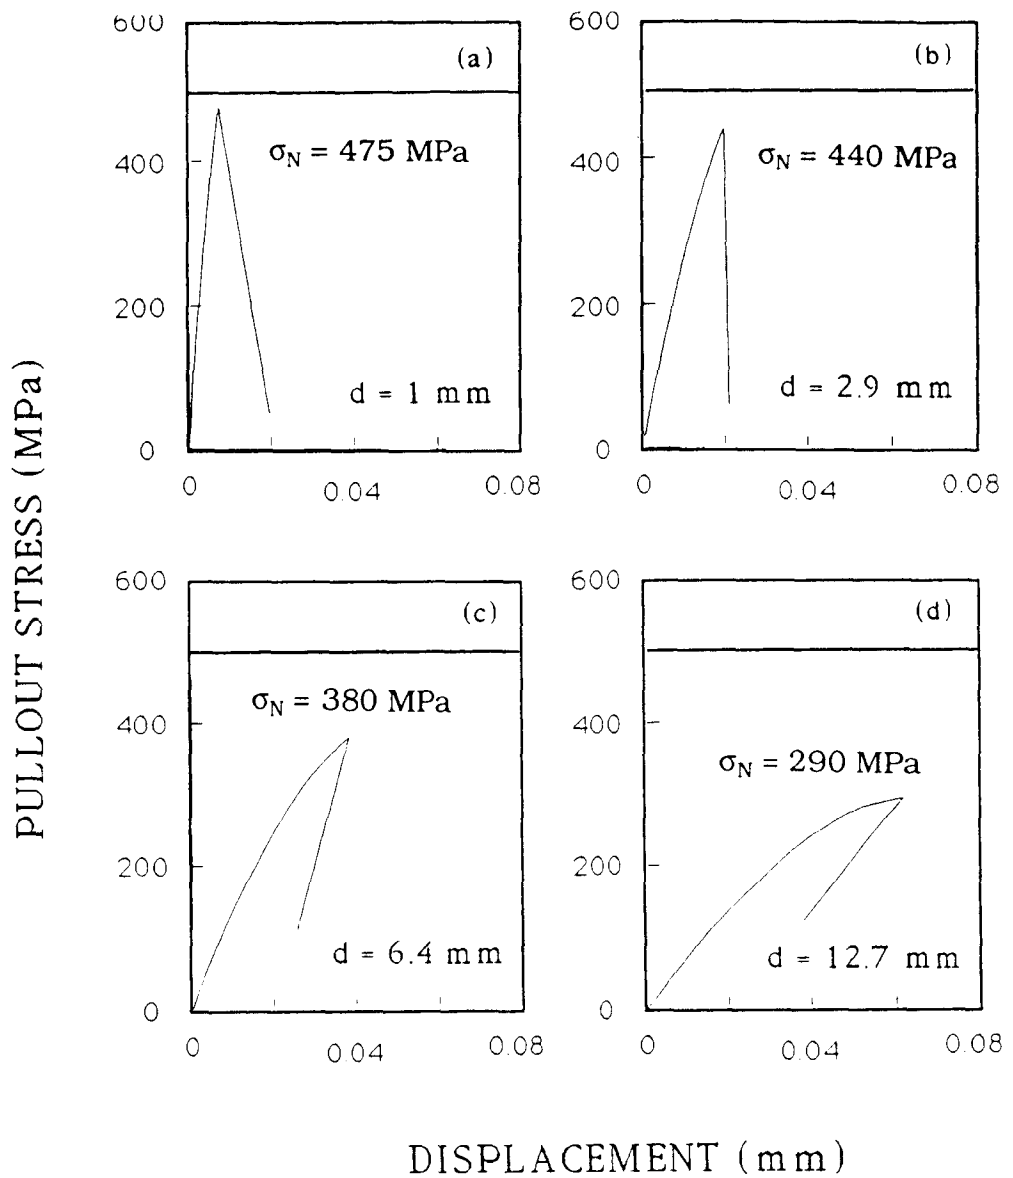 PULLOUT STRESS (MPa)
600
400
200
0
(a)
σN = 475 MPa
d = 1 mm
0 0.04 0.08
600
400
200
0
(b)
σN = 440 MPa
d = 2.9 mm
0 0.04 0.08
600
400
200
0
(c)
σN = 380 MPa
d = 6.4 mm
0 0.04 0.08
600
400
200
0
(d)
σN = 290 MPa
d = 12.7 mm
0 0.04 0.08
DISPLACEMENT (mm)